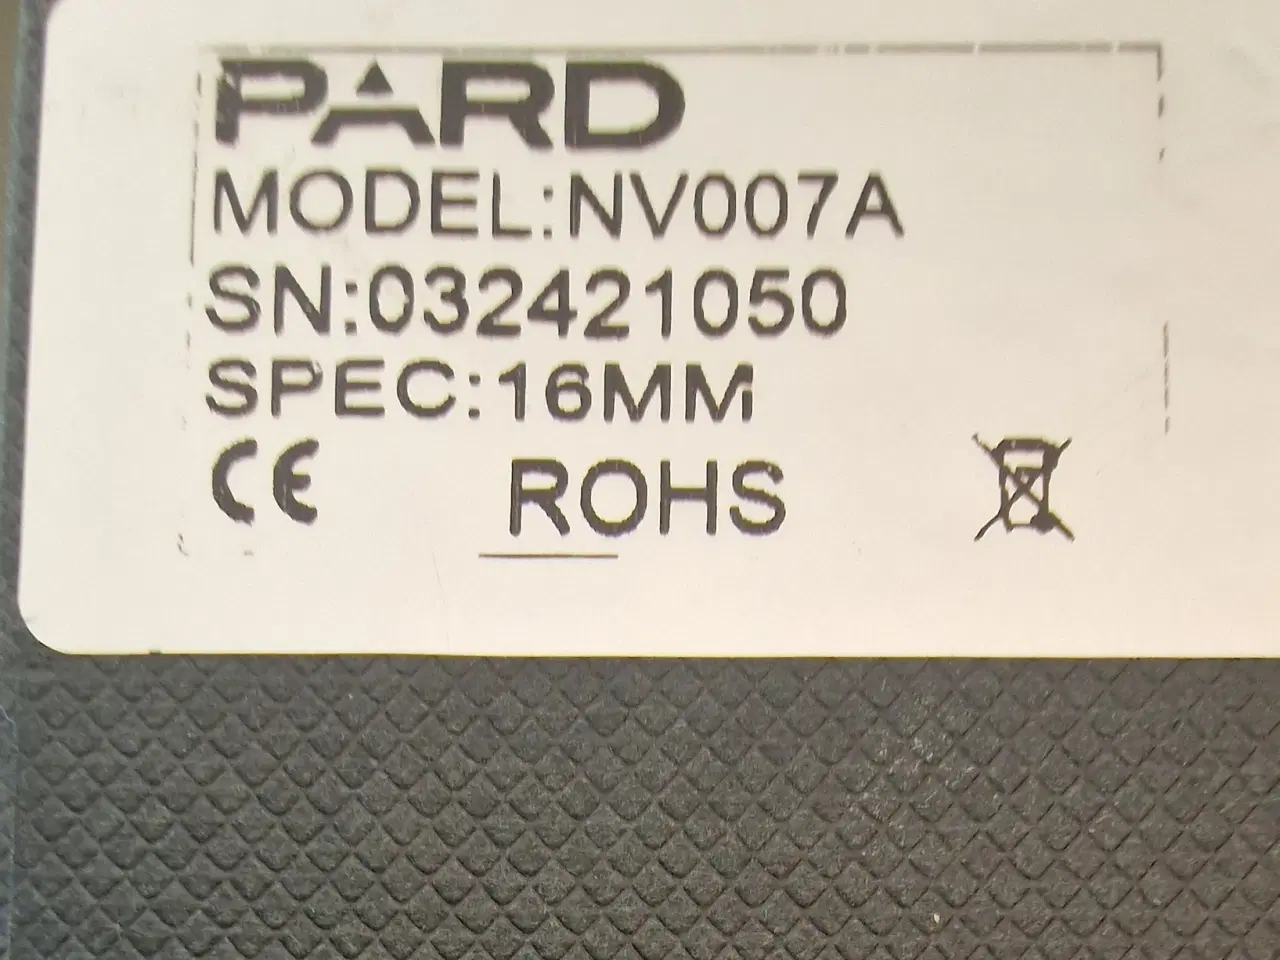 PARD
MODEL:NV007A
SN:032421050
SPEC:16MM
CE ROHS